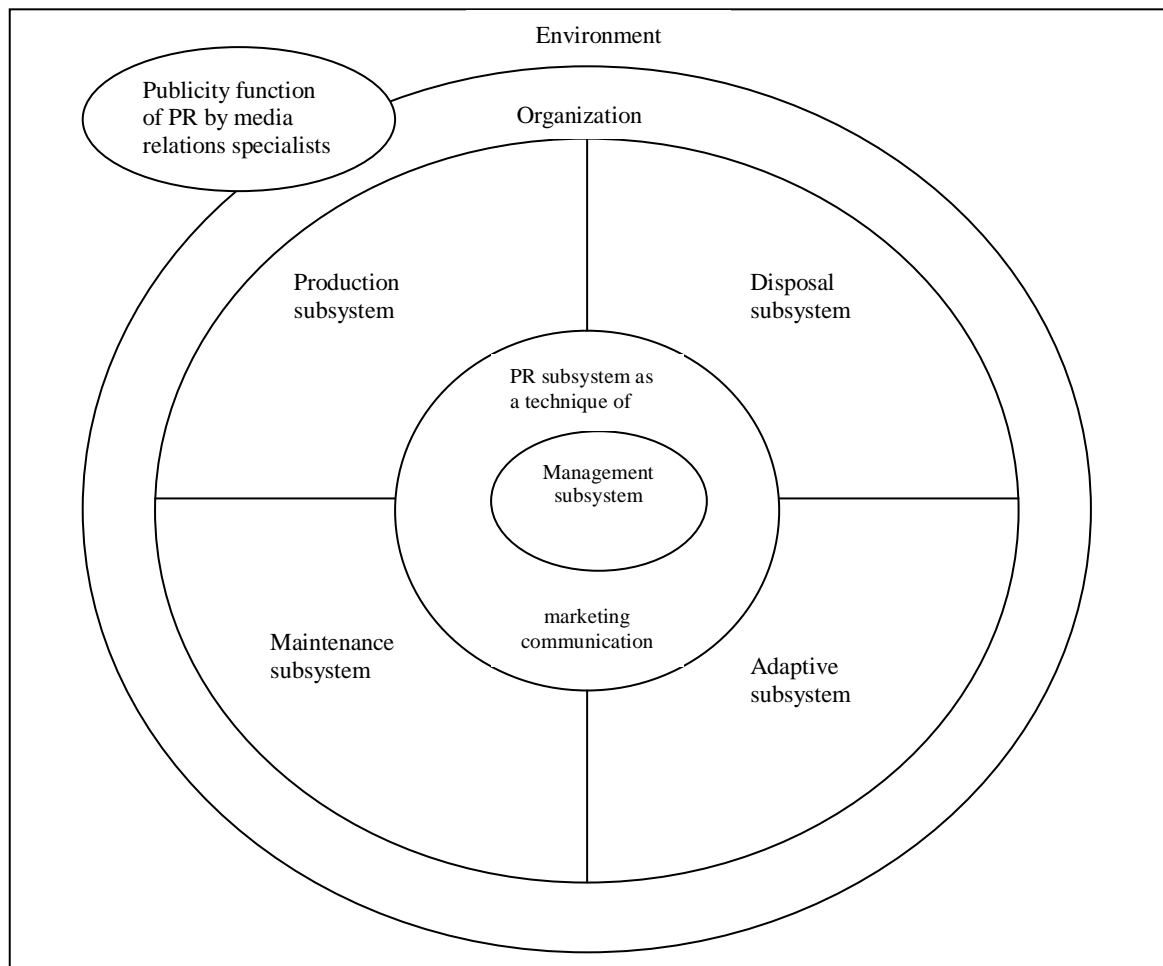 Environment
Publicity function
of PR by media
relations specialists
Organization
Production
subsystem
Disposal
subsystem
PR subsystem as
a technique of
Management
subsystem
marketing
communication
Maintenance
subsystem
Adaptive
subsystem